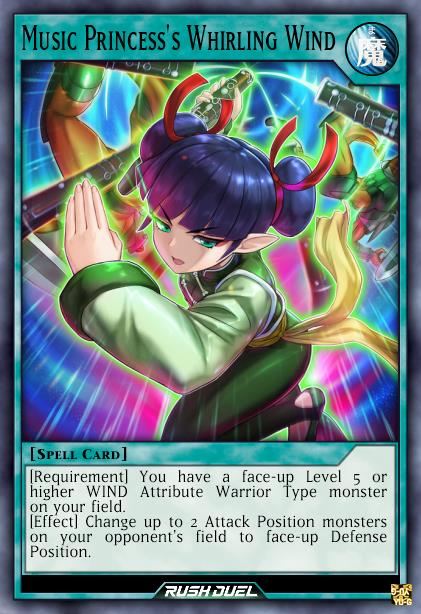 Music Princess's Whirling Wind
ま
魔
[Spell Card]
[Requirement] You have a face-up Level 5 or
higher WIND Attribute Warrior Type monster
on your field.
[Effect] Change up to 2 Attack Position monsters
on your opponent's field to face-up Defense
Position.
RUSH DUEL